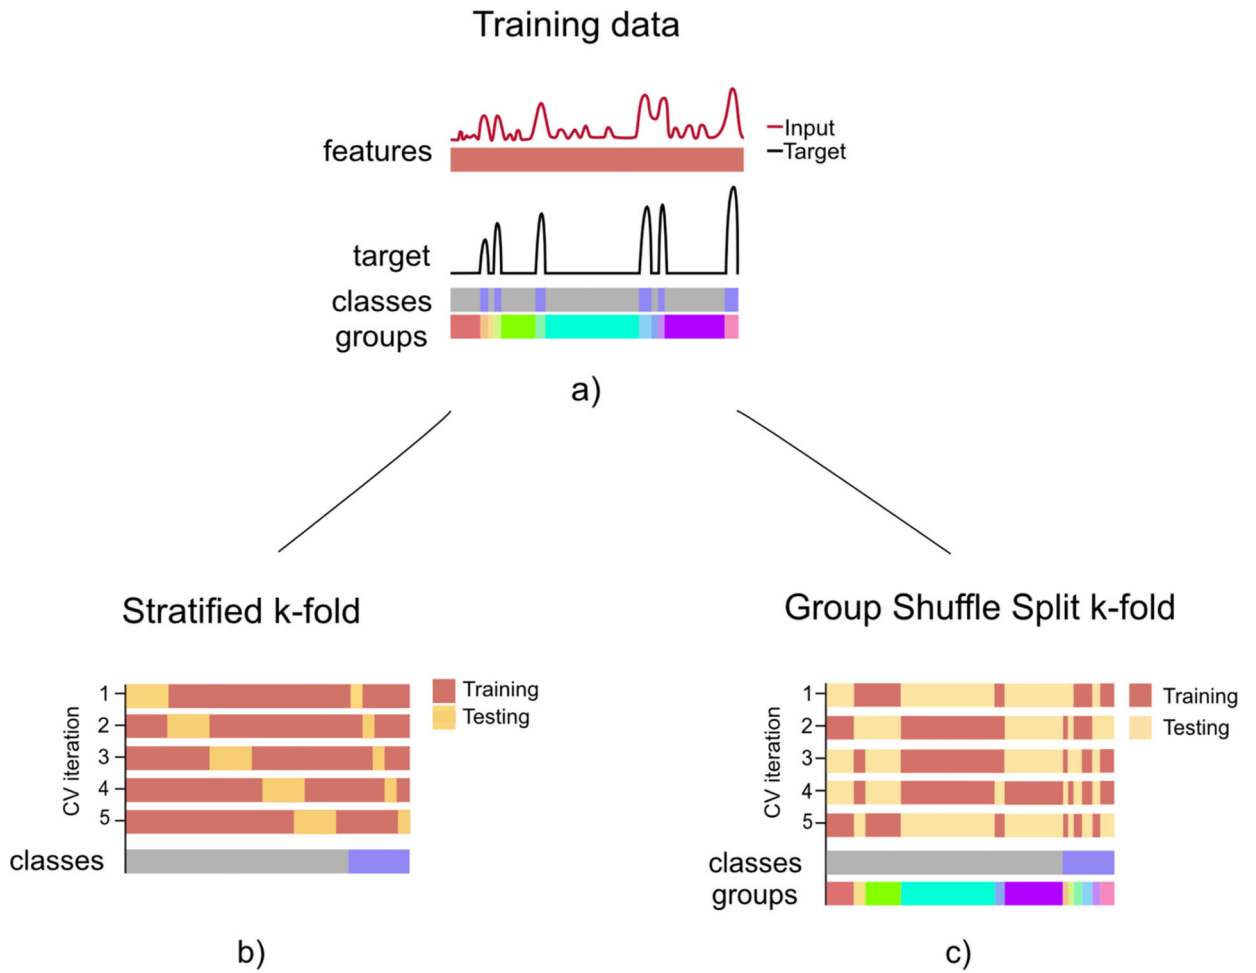 Training data
features
Input
Target
target
classes
groups
a)
Stratified k-fold
Group Shuffle Split k-fold
1
2
3
4
5
CV iteration
Training
Testing
classes
b)
1
2
3
4
5
CV iteration
Training
Testing
classes
groups
c)